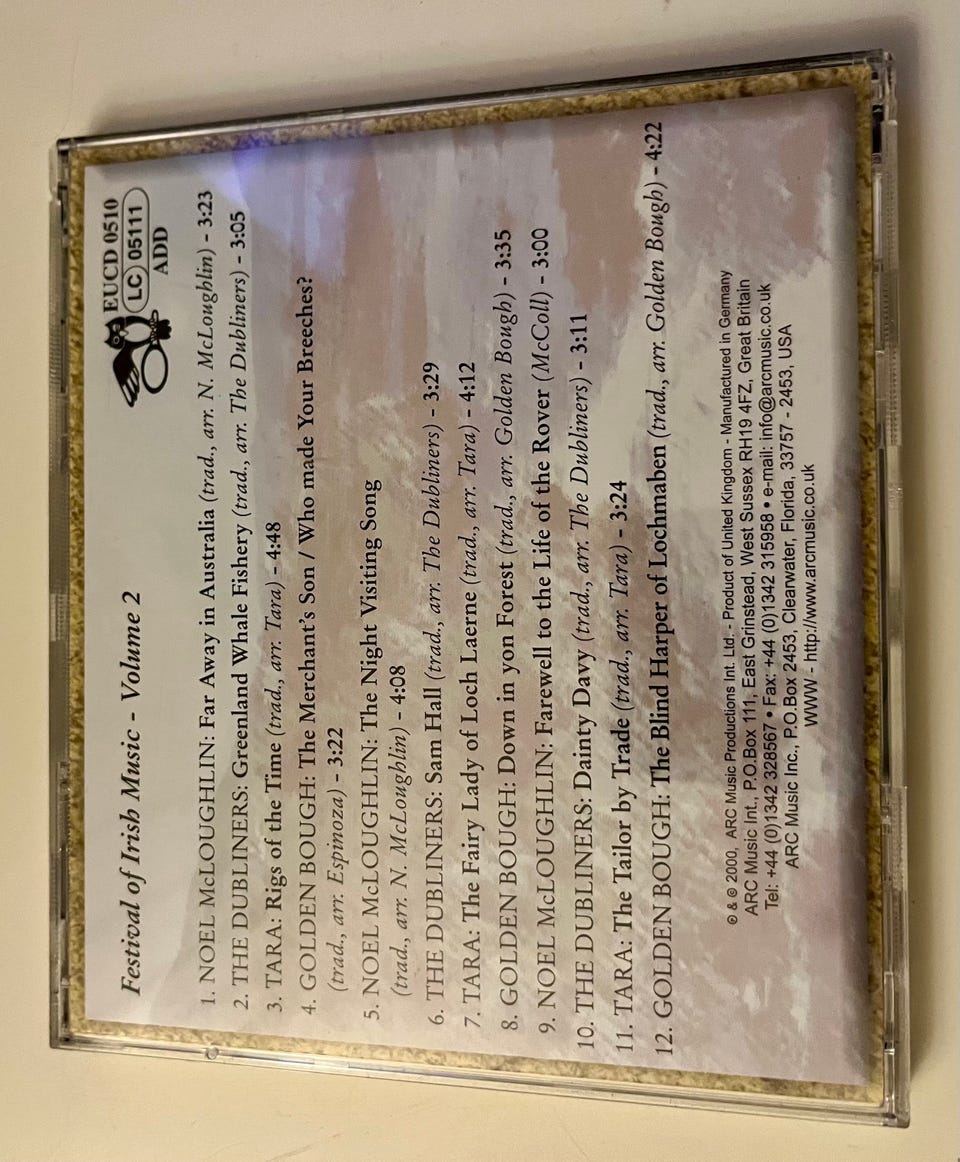 Festival of Irish Music - Volume 2
EUCD 0510
LC 05111
ADD
1. NOEL McLOUGHLIN: Far Away in Australia (trad., arr. N. McLoughlin) - 3:23
2. THE DUBLINERS: Greenland Whale Fishery (trad., arr. The Dubliners) - 3:05
3. TARA: Rigs of the Time (trad., arr. Tara) - 4:48
4. GOLDEN BOUGH: The Merchant's Son / Who made Your Breeches?
(trad., arr. Espinoza) - 3:22
5. NOEL McLOUGHLIN: The Night Visiting Song
(trad., arr. N. McLoughlin) - 4:08
6. THE DUBLINERS: Sam Hall (trad., arr. The Dubliners) - 3:29
7. TARA: The Fairy Lady of Loch Laerne (trad., arr. Tara) - 4:12
8. GOLDEN BOUGH: Down in yon Forest (trad., arr. Golden Bough) - 3:35
9. NOEL McLOUGHLIN: Farewell to the Life of the Rover (McColl) - 3:00
10. THE DUBLINERS: Dainty Davy (trad., arr. The Dubliners) - 3:11
11. TARA: The Tailor by Trade (trad., arr. Tara) - 3:24
12. GOLDEN BOUGH: The Blind Harper of Lochmaben (trad., arr. Golden Bough) - 4:22
℗ & © 2000, ARC Music Productions Int. Ltd. - Product of United Kingdom - Manufactured in Germany
ARC Music Int., P.O.Box 111, East Grinstead, West Sussex RH19 4FZ, Great Britain
Tel: +44 (0)1342 328567 • Fax: +44 (0)1342 315958 • e-mail: info@arcmusic.co.uk
ARC Music Inc., P.O.Box 2453, Clearwater, Florida, 33757 - 2453, USA
WWW - http://www.arcmusic.co.uk